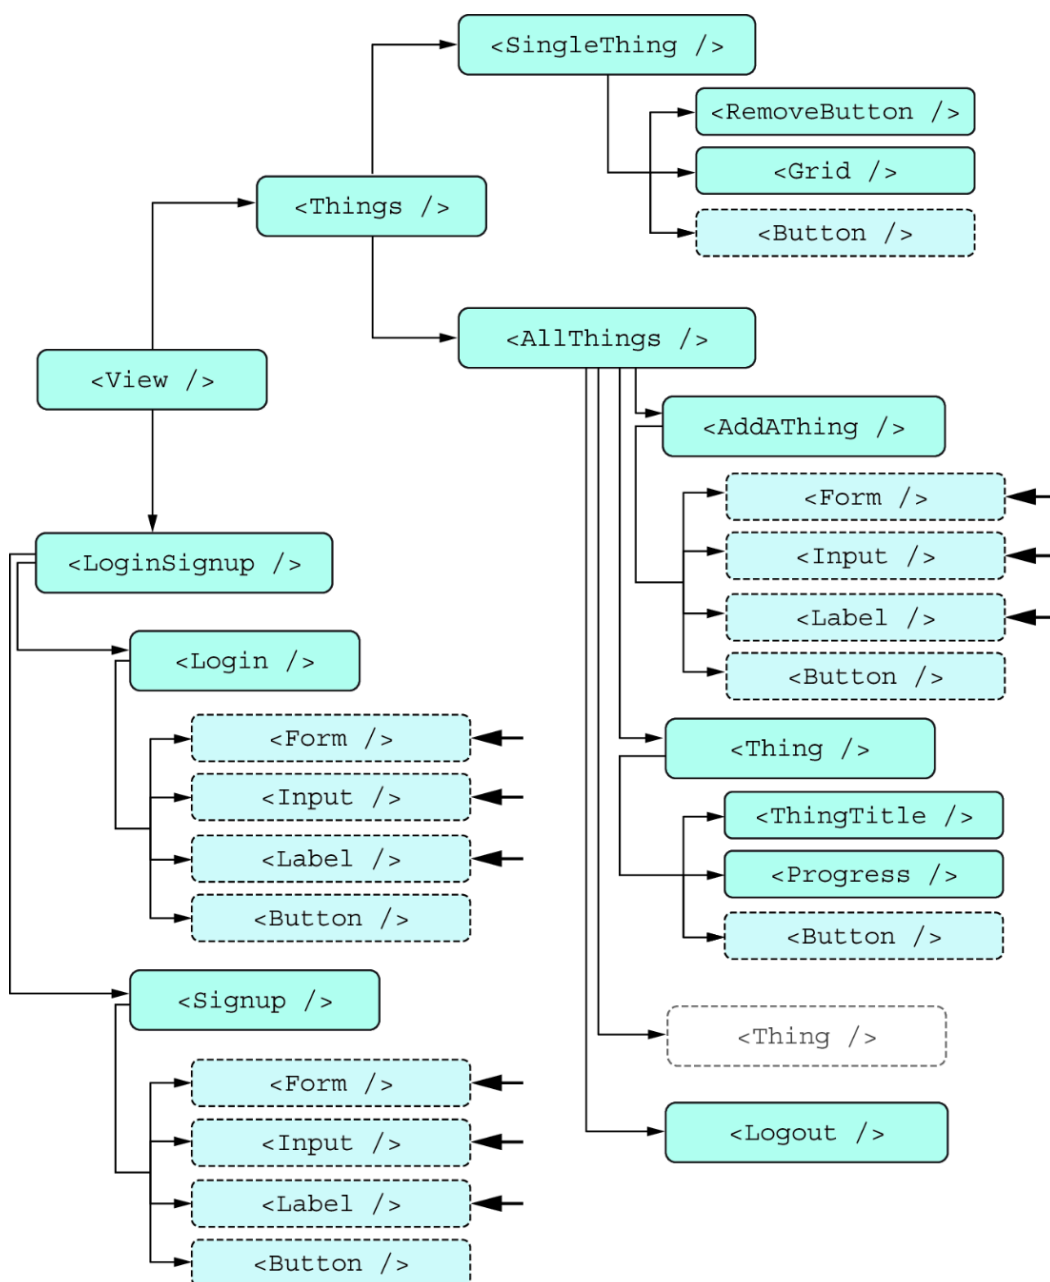 <SingleThing />
<RemoveButton />
<Grid />
<Button />
<Things />
<AllThings />
<View />
<AddAThing />
<Form />
<Input />
<Label />
<Button />
<LoginSignup />
<Login />
<Form />
<Input />
<Label />
<Button />
<Thing />
<ThingTitle />
<Progress />
<Button />
<Signup />
<Form />
<Input />
<Label />
<Button />
<Thing />
<Logout />